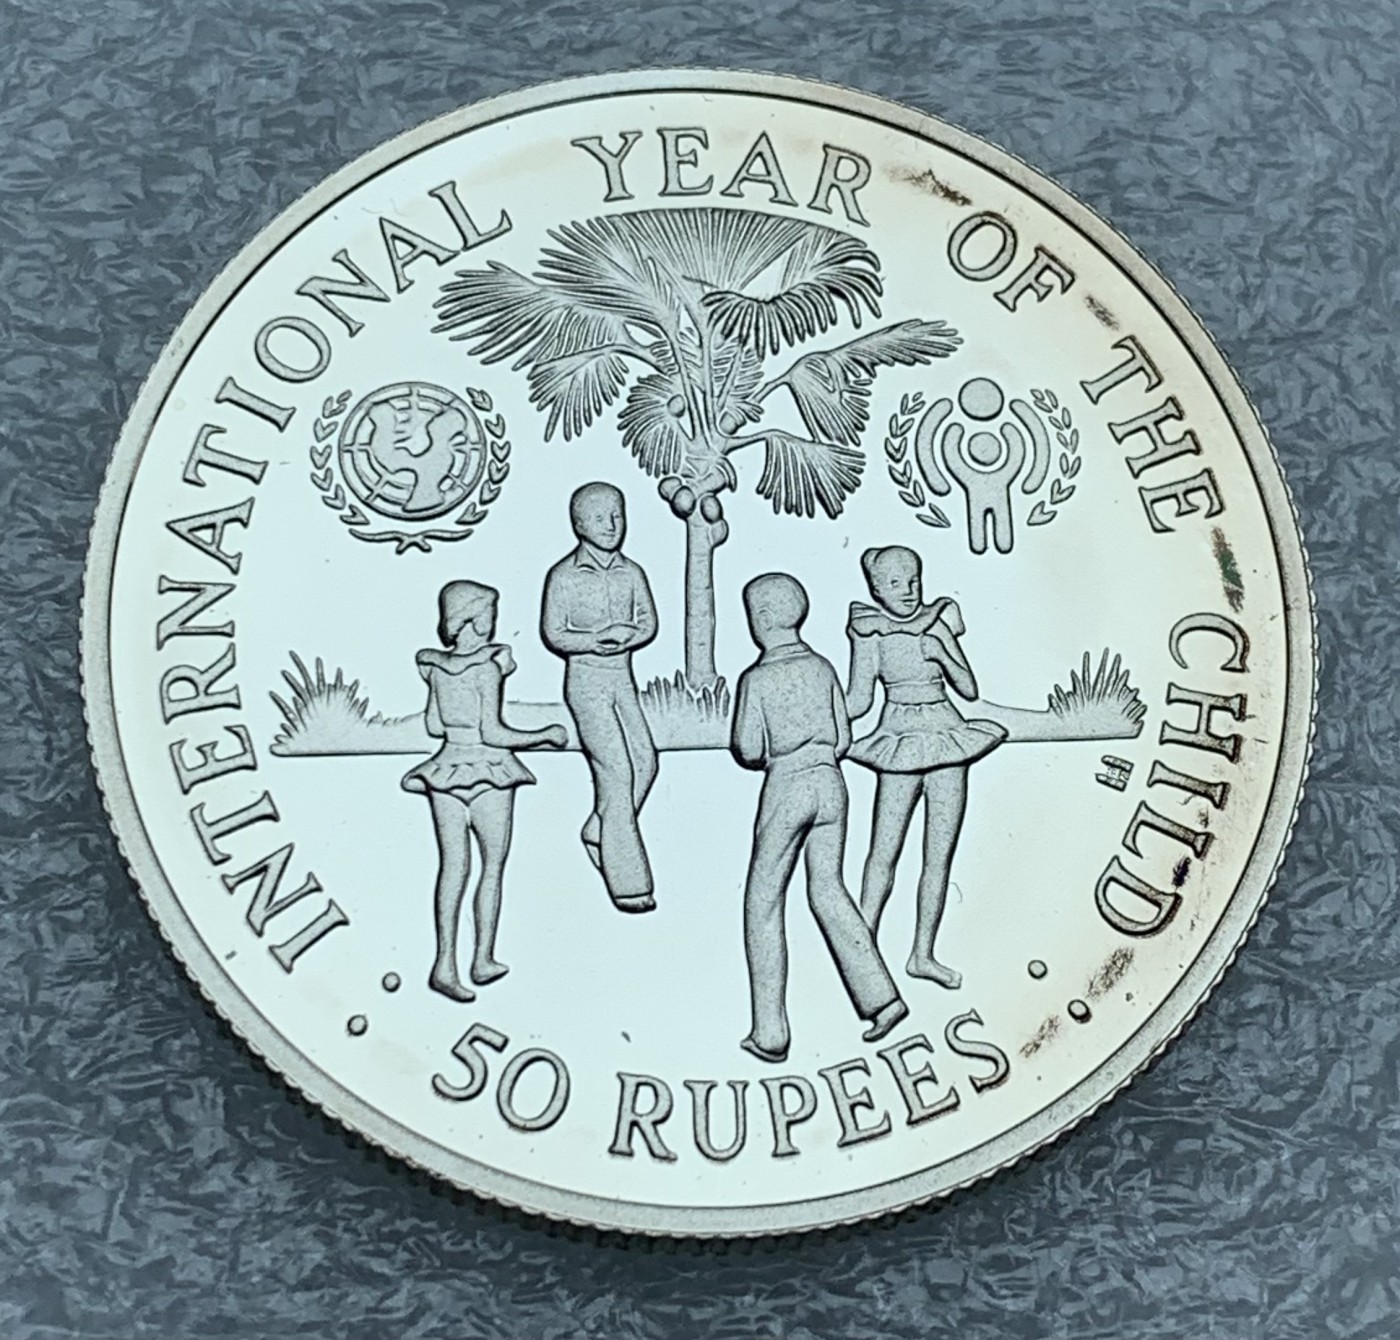 INTERNATIONAL YEAR OF THE CHILD
50 RUPEES